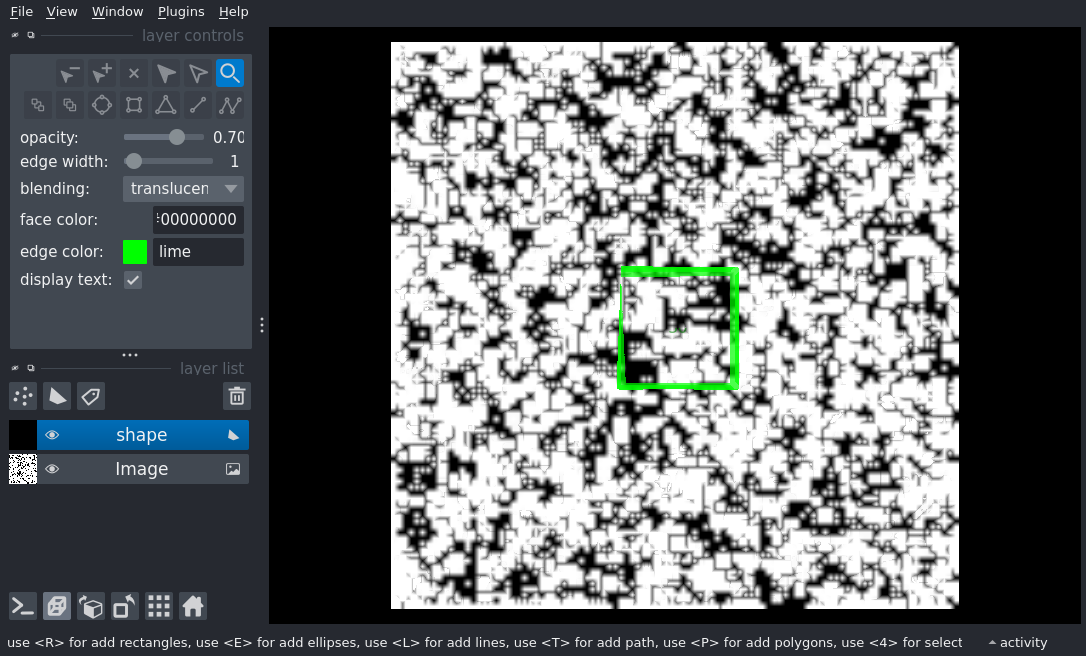 File View Window Plugins Help
layer controls
opacity: 0.70
edge width: 1
blending: translucen
face color: 00000000
edge color: lime
display text:
layer list
shape
Image
use <R> for add rectangles, use <E> for add ellipses, use <L> for add lines, use <T> for add path, use <P> for add polygons, use <4> for select
activity